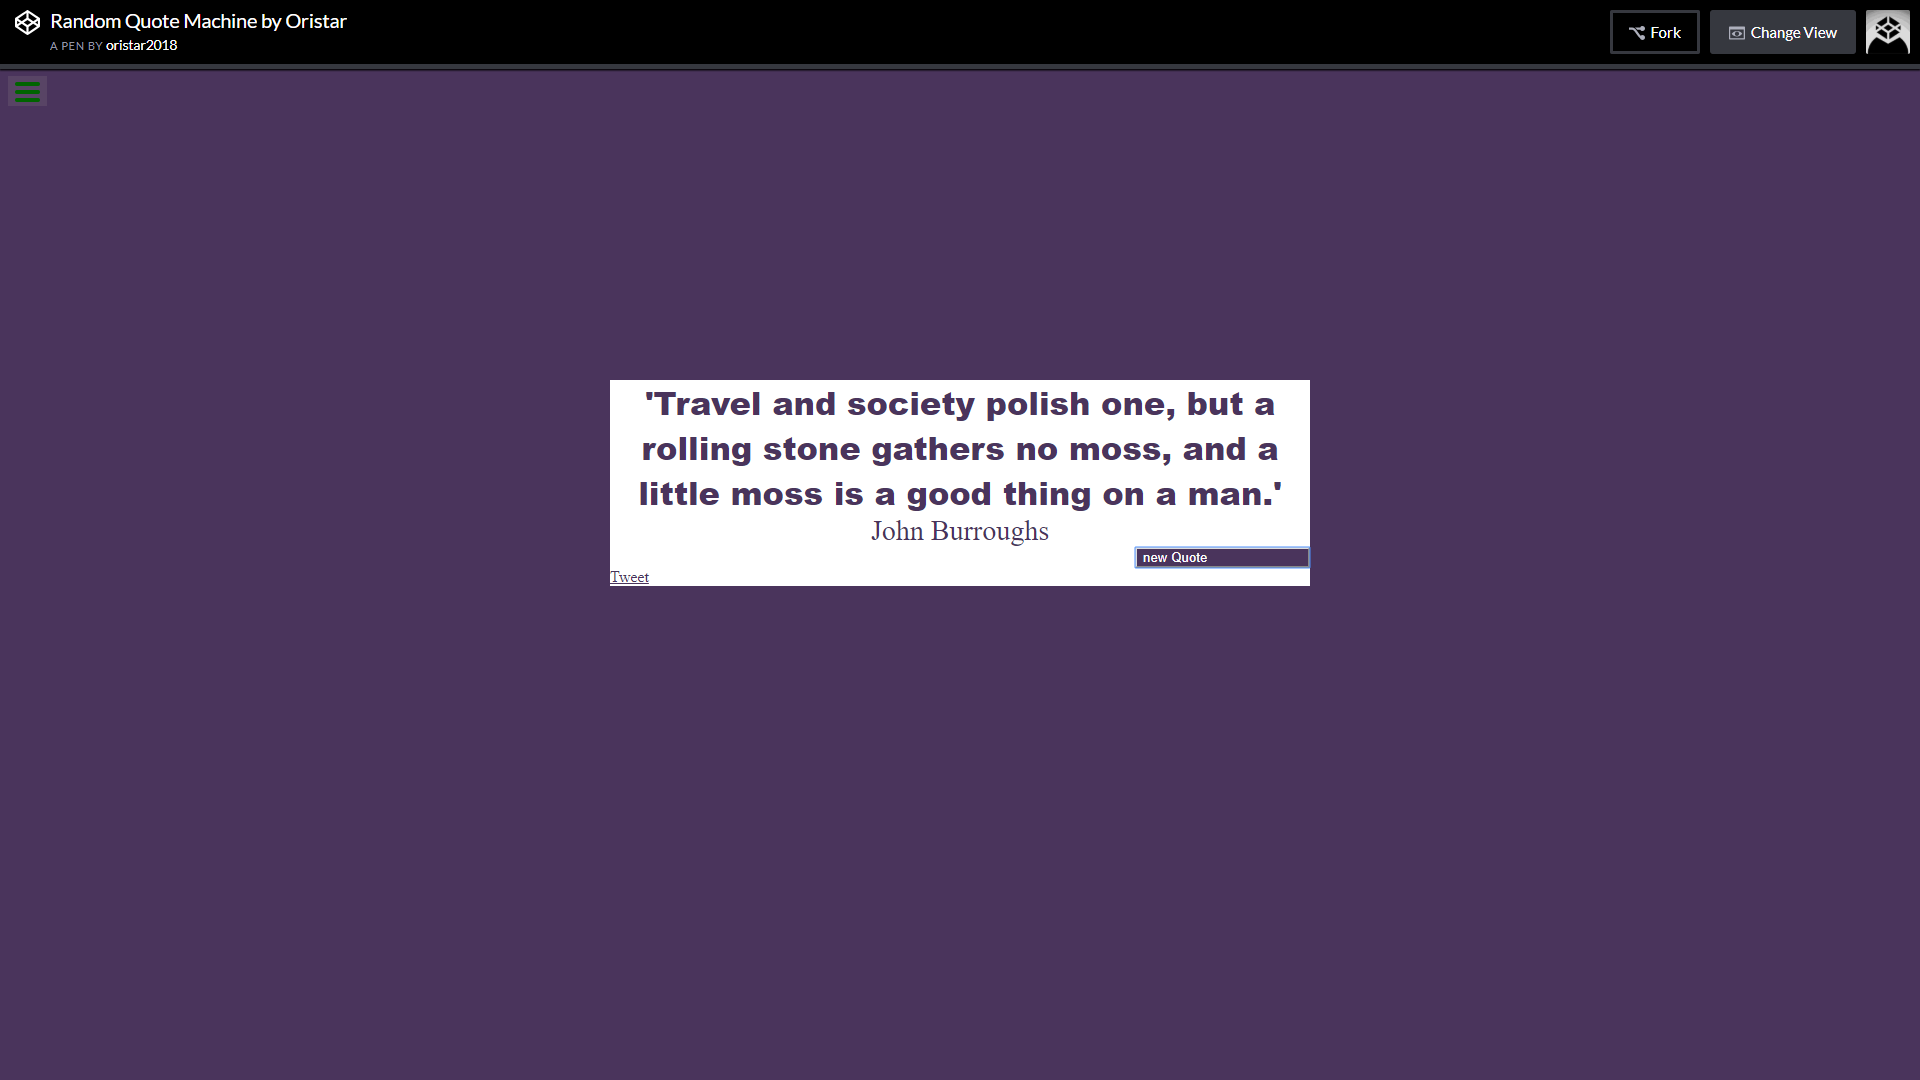 Random Quote Machine by Oristar
A PEN BY oristar2018
Fork
Change View
'Travel and society polish one, but a
rolling stone gathers no moss, and a
little moss is a good thing on a man.'
John Burroughs
new Quote
Tweet